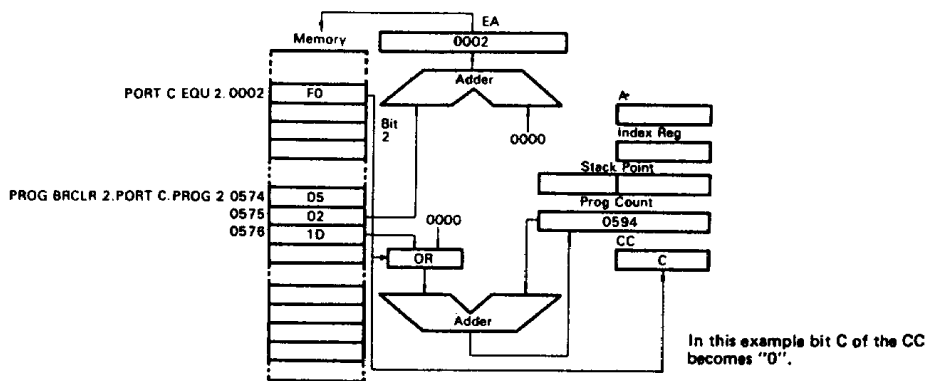 EA
Memory
0002
Adder
PORT C EQU 2.0002
F0
Bit
2
0000
A
Index Reg
Stack Point
Prog Count
0594
CC
C
PROG BRCLR 2.PORT C.PROG 2 0574
05
0575
02
0576
1D
0000
OR
Adder
In this example bit C of the CC
becomes "0".